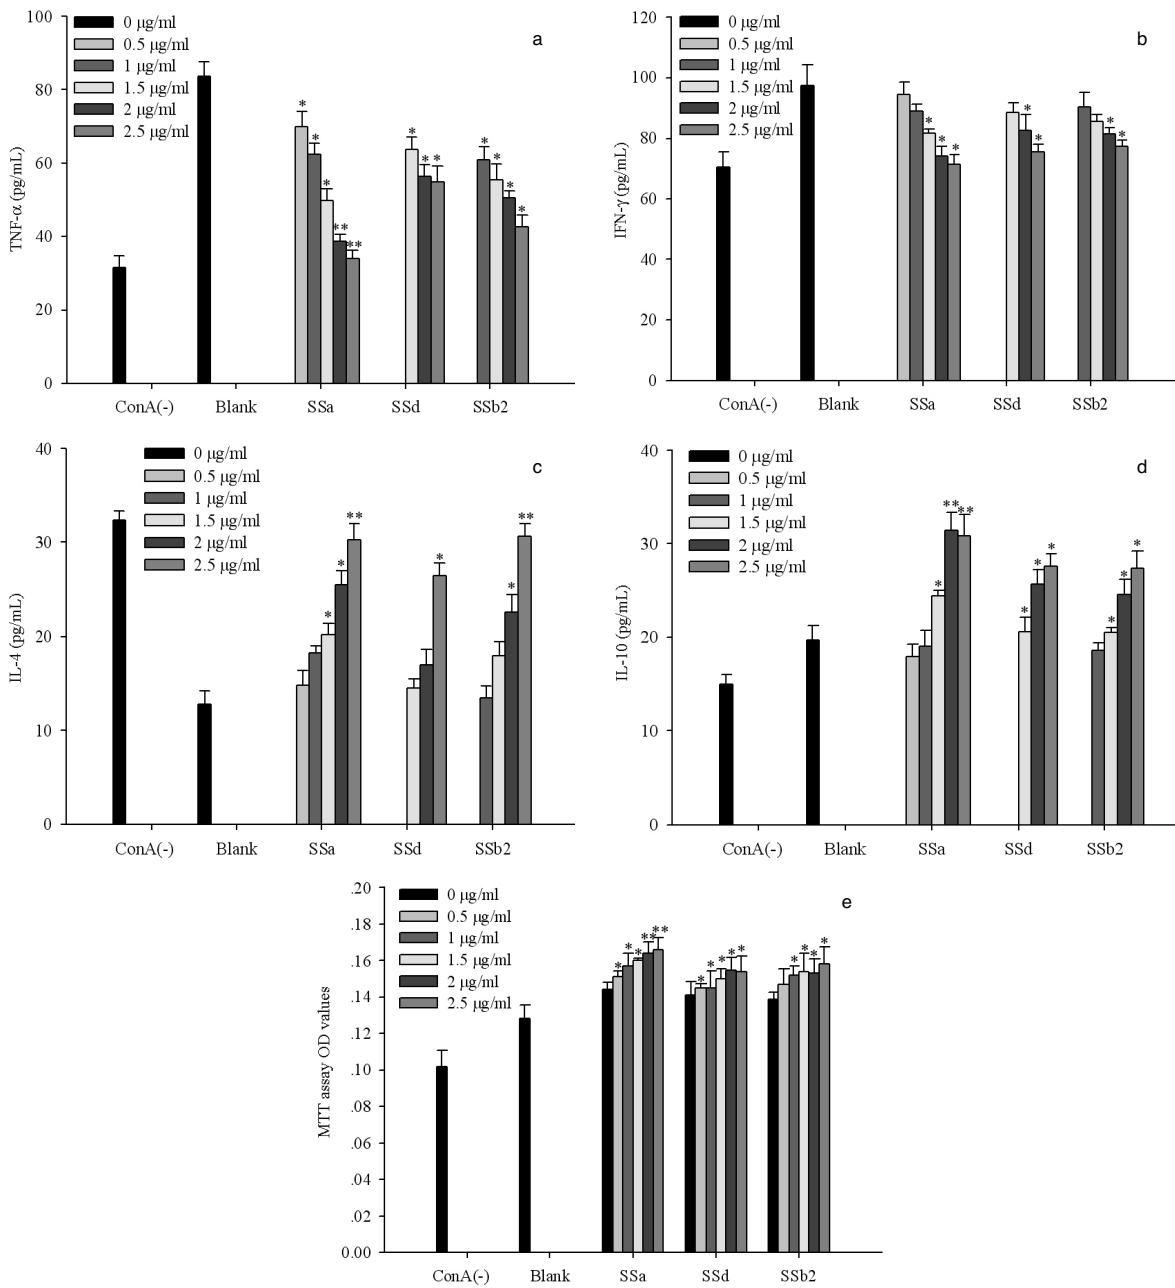 a
TNF-α (pg/mL)
100
80
60
40
20
0
0 μg/ml
0.5 μg/ml
1 μg/ml
1.5 μg/ml
2 μg/ml
2.5 μg/ml
* * * ** **
* * *
* * * *
ConA(-) Blank SSa SSd SSb2
b
IFN-γ (pg/mL)
120
100
80
60
40
20
0
0 μg/ml
0.5 μg/ml
1 μg/ml
1.5 μg/ml
2 μg/ml
2.5 μg/ml
* * *
* *
* *
ConA(-) Blank SSa SSd SSb2
c
IL-4 (pg/mL)
40
30
20
10
0
0 μg/ml
0.5 μg/ml
1 μg/ml
1.5 μg/ml
2 μg/ml
2.5 μg/ml
* * **
*
* **
ConA(-) Blank SSa SSd SSb2
d
IL-10 (pg/mL)
40
30
20
10
0
0 μg/ml
0.5 μg/ml
1 μg/ml
1.5 μg/ml
2 μg/ml
2.5 μg/ml
* ** **
* * *
* * *
ConA(-) Blank SSa SSd SSb2
e
MTT assay OD values
.20
.18
.16
.14
.12
.10
.08
.06
.04
.02
0.00
0 μg/ml
0.5 μg/ml
1 μg/ml
1.5 μg/ml
2 μg/ml
2.5 μg/ml
* * * ** **
* * * * *
* * * *
ConA(-) Blank SSa SSd SSb2